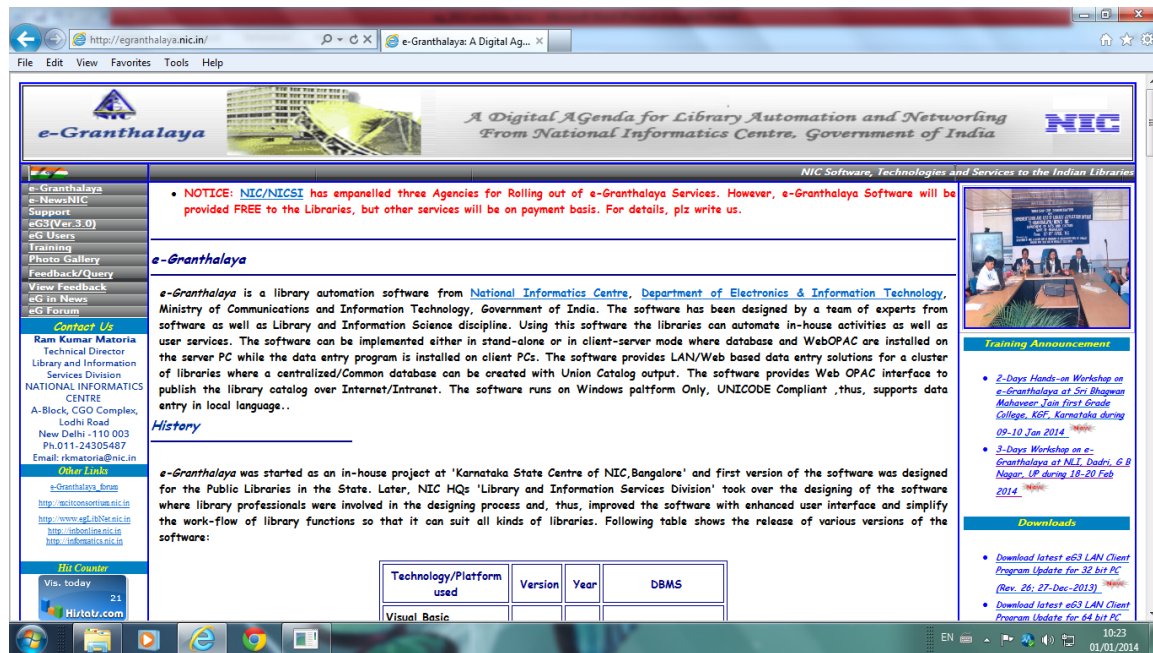 http://egranthalaya.nic.in/
e-Granthalaya: A Digital Ag...
File Edit View Favorites Tools Help
e-Granthalaya
A Digital AGenda for Library Automation and Networling
From National Informatics Centre, Government of India
NIC
NIC Software, Technologies and Services to the Indian Libraries
e-Granthalaya
e-NewsNIC
Support
eG3(Ver.3.0)
eG Users
Training
Photo Gallery
Feedback/Query
View Feedback
eG in News
eG Forum
Contact Us
Ram Kumar Matoria
Technical Director
Library and Information
Services Division
NATIONAL INFORMATICS
CENTRE
A-Block, CGO Complex,
Lodhi Road
New Delhi -110 003
Ph.011-24305487
Email: rkmatoria@nic.in
Other Links
e-Granthalaya_forum
http://mcitconsortium.nic.in
http://www.egLibNet.nic.in
http://inbonline.nic.in
http://infomatics.nic.in
Hit Counter
Vis. today
21
Histats.com
• NOTICE: NIC/NICSI has empanelled three Agencies for Rolling out of e-Granthalaya Services. However, e-Granthalaya Software will be
provided FREE to the Libraries, but other services will be on payment basis. For details, plz write us.
e-Granthalaya
e-Granthalaya is a library automation software from National Informatics Centre, Department of Electronics & Information Technology,
Ministry of Communications and Information Technology, Government of India. The software has been designed by a team of experts from
software as well as Library and Information Science discipline. Using this software the libraries can automate in-house activities as well as
user services. The software can be implemented either in stand-alone or in client-server mode where database and WebOPAC are installed on
the server PC while the data entry program is installed on client PCs. The software provides LAN/Web based data entry solutions for a cluster
of libraries where a centralized/Common database can be created with Union Catalog output. The software provides Web OPAC interface to
publish the library catalog over Internet/Intranet. The software runs on Windows paltform Only, UNICODE Compliant ,thus, supports data
entry in local language..
History
e-Granthalaya was started as an in-house project at 'Karnataka State Centre of NIC,Bangalore' and first version of the software was designed
for the Public Libraries in the State. Later, NIC HQs 'Library and Information Services Division' took over the designing of the software
where library professionals were involved in the designing process and, thus, improved the software with enhanced user interface and simplify
the work-flow of library functions so that it can suit all kinds of libraries. Following table shows the release of various versions of the
software:
Technology/Platform used Version Year DBMS
Visual Basic
Training Announcement
• 2-Days Hands-on Workshop on
e-Granthalaya at Sri Bhagwan
Mahaveer Jain first Grade
College, KGF, Karnataka during
09-10 Jan 2014 New
• 3-Days Workshop on e-
Granthalaya at NLI, Dadri, G B
Nagar, UP during 18-20 Feb
2014 New
Downloads
• Download latest eG3 LAN Client
Program Update for 32 bit PC
(Rev. 26; 27-Dec-2013) New
• Download latest eG3 LAN Client
Program Update for 64 bit PC
EN
10:23
01/01/2014